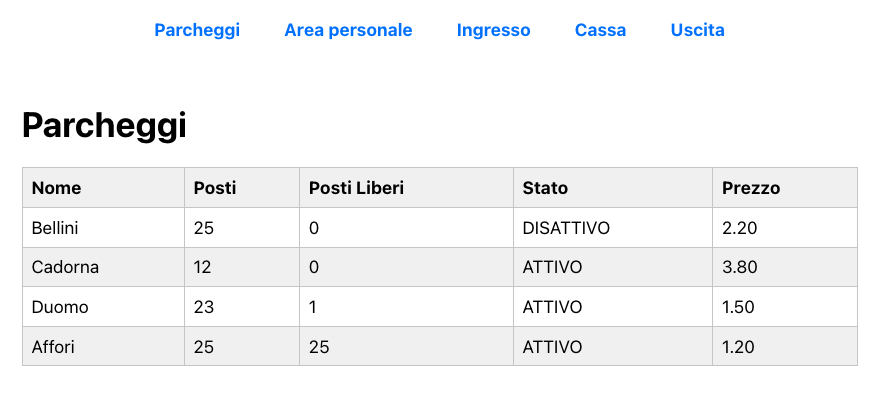 Parcheggi Area personale Ingresso Cassa Uscita
Parcheggi
Nome Posti Posti Liberi Stato Prezzo
Bellini 25 0 DISATTIVO 2.20
Cadorna 12 0 ATTIVO 3.80
Duomo 23 1 ATTIVO 1.50
Affori 25 25 ATTIVO 1.20